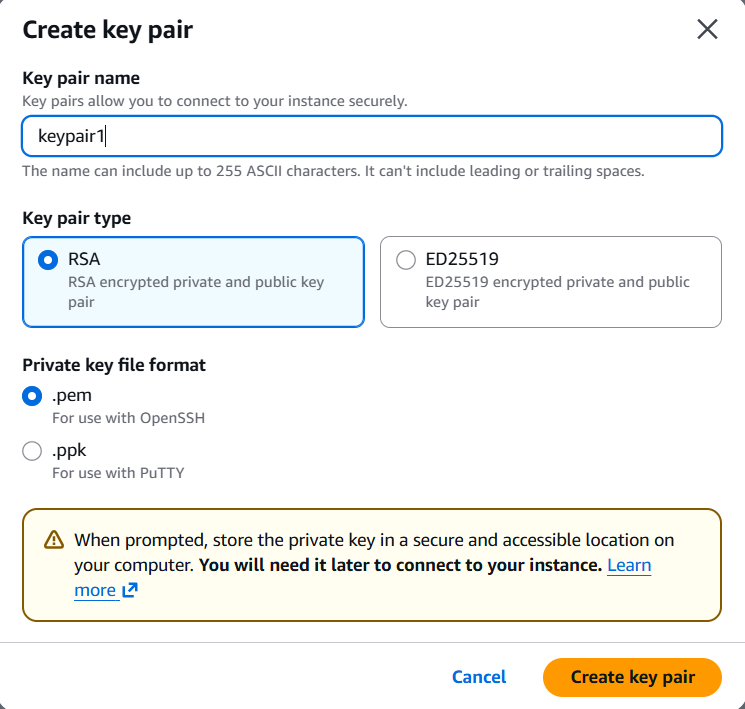 Create key pair
Key pair name
Key pairs allow you to connect to your instance securely.
keypair1
The name can include up to 255 ASCII characters. It can't include leading or trailing spaces.
Key pair type
RSA
RSA encrypted private and public key
pair
ED25519
ED25519 encrypted private and public
key pair
Private key file format
.pem
For use with OpenSSH
.ppk
For use with PuTTY
When prompted, store the private key in a secure and accessible location on
your computer. You will need it later to connect to your instance. Learn
more
Cancel
Create key pair